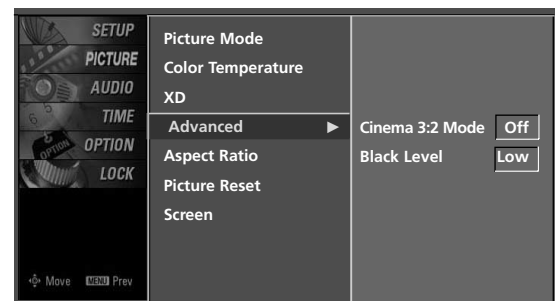 SETUP
PICTURE
AUDIO
TIME
OPTION
LOCK
Move MENU Prev
Picture Mode
Color Temperature
XD
Advanced ▶
Aspect Ratio
Picture Reset
Screen
Cinema 3:2 Mode Off
Black Level Low